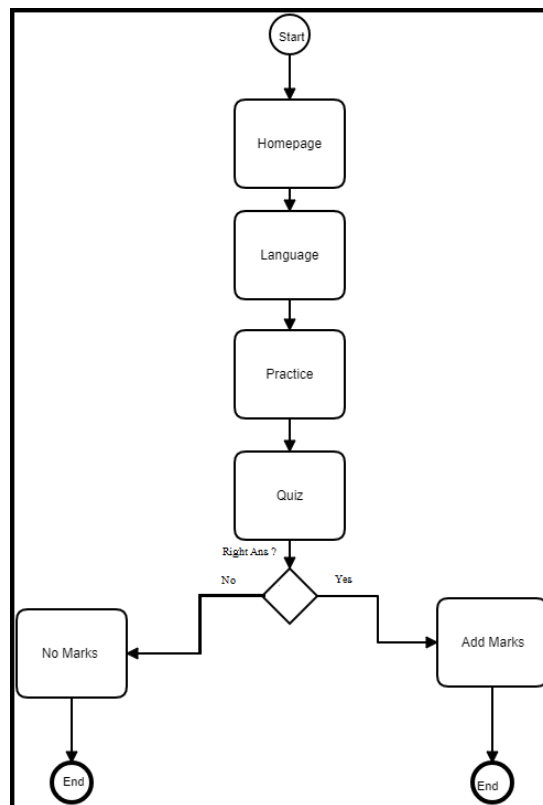 Start
Homepage
Language
Practice
Quiz
Right Ans ?
No
Yes
No Marks
Add Marks
End
End